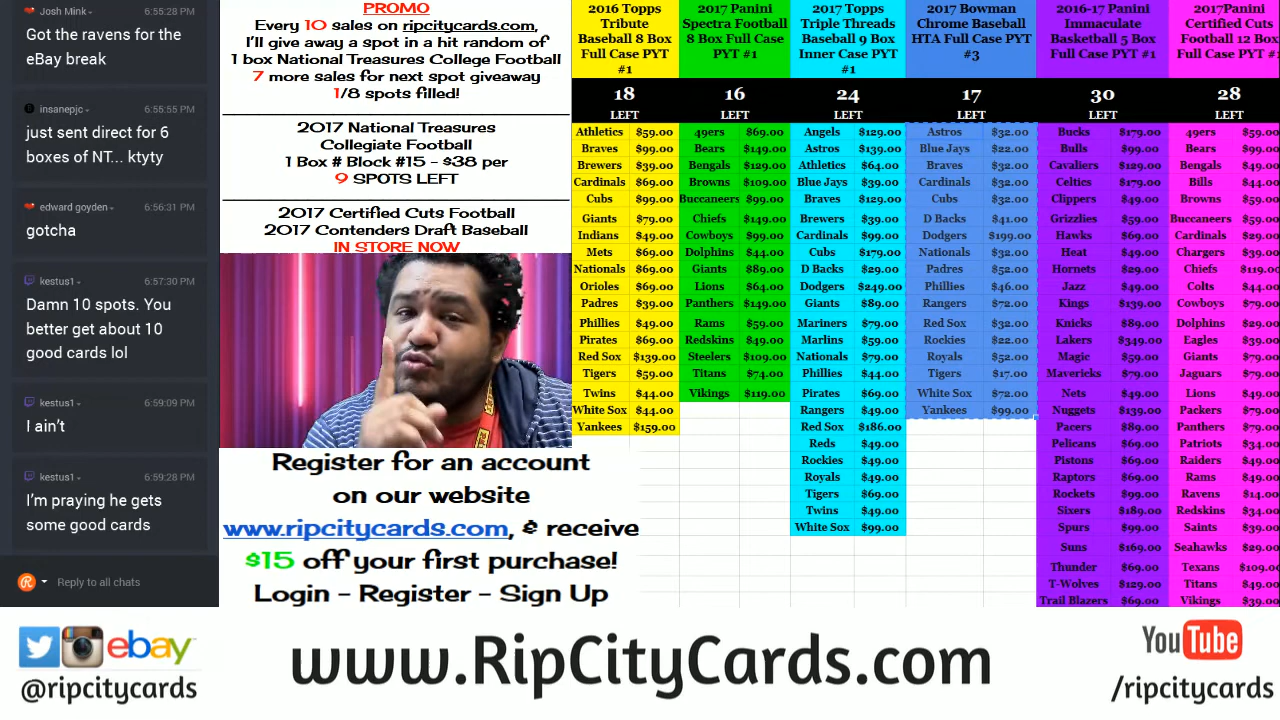 Josh Mink
6:55:28 PM
Got the ravens for the
eBay break
insanepjc
6:55:55 PM
just sent direct for 6
boxes of NT... ktyty
edward goyden
6:56:31 PM
gotcha
kestus1
6:57:30 PM
Damn 10 spots. You
better get about 10
good cards lol
kestus1
6:59:09 PM
I ain't
kestus1
6:59:28 PM
I'm praying he gets
some good cards
Reply to all chats
PROMO
Every 10 sales on ripcitycards.com,
I'll give away a spot in a hit random of
1 box National Treasures College Football
7 more sales for next spot giveaway
1/8 spots filled!
2017 National Treasures
Collegiate Football
1 Box # Block #15 - $38 per
9 SPOTS LEFT
2017 Certified Cuts Football
2017 Contenders Draft Baseball
IN STORE NOW
Register for an account
on our website
www.ripcitycards.com, & receive
$15 off your first purchase!
Login - Register - Sign Up
2016 Topps
Tribute
Baseball 8 Box
Full Case PYT
#1
18
LEFT
Athletics $59.00
Braves $99.00
Brewers $39.00
Cardinals $69.00
Cubs $99.00
Giants $79.00
Indians $49.00
Mets $69.00
Nationals $69.00
Orioles $69.00
Padres $39.00
Phillies $49.00
Pirates $69.00
Red Sox $139.00
Tigers $59.00
Twins $44.00
White Sox $44.00
Yankees $159.00
2017 Panini
Spectra Football
8 Box Full Case
PYT #1
16
LEFT
49ers $69.00
Bears $149.00
Bengals $129.00
Browns $109.00
Buccaneers $99.00
Chiefs $149.00
Cowboys $99.00
Dolphins $44.00
Giants $89.00
Lions $64.00
Panthers $149.00
Rams $59.00
Redskins $49.00
Steelers $109.00
Titans $74.00
Vikings $119.00
2017 Topps
Triple Threads
Baseball 9 Box
Inner Case PYT
#1
24
LEFT
Angels $129.00
Astros $139.00
Athletics $64.00
Blue Jays $39.00
Braves $129.00
Brewers $39.00
Cardinals $99.00
Cubs $179.00
D Backs $29.00
Dodgers $249.00
Giants $89.00
Mariners $79.00
Marlins $59.00
Nationals $79.00
Phillies $44.00
Pirates $69.00
Rangers $49.00
Red Sox $186.00
Reds $49.00
Rockies $49.00
Royals $49.00
Tigers $69.00
Twins $49.00
White Sox $99.00
2017 Bowman
Chrome Baseball
HTA Full Case PYT
#3
17
LEFT
Astros $32.00
Blue Jays $22.00
Braves $32.00
Cardinals $32.00
Cubs $32.00
D Backs $41.00
Dodgers $199.00
Nationals $32.00
Padres $52.00
Phillies $46.00
Rangers $72.00
Red Sox $32.00
Rockies $22.00
Royals $52.00
Tigers $17.00
White Sox $72.00
Yankees $99.00
2016-17 Panini
Immaculate
Basketball 5 Box
Full Case PYT #1
30
LEFT
Bucks $179.00
Bulls $99.00
Cavaliers $129.00
Celtics $179.00
Clippers $49.00
Grizzlies $59.00
Hawks $69.00
Heat $49.00
Hornets $29.00
Jazz $49.00
Kings $139.00
Knicks $89.00
Lakers $349.00
Magic $59.00
Mavericks $79.00
Nets $49.00
Nuggets $139.00
Pacers $89.00
Pelicans $69.00
Pistons $69.00
Raptors $69.00
Rockets $99.00
Sixers $189.00
Spurs $99.00
Suns $169.00
Thunder $69.00
T-Wolves $129.00
Trail Blazers $69.00
2017Panini
Certified Cuts
Football 12 Box
Full Case PYT #1
28
LEFT
49ers $59.00
Bears $99.00
Bengals $49.00
Bills $44.00
Browns $59.00
Buccaneers $59.00
Cardinals $29.00
Chargers $39.00
Chiefs $119.00
Colts $44.00
Cowboys $79.00
Dolphins $29.00
Eagles $39.00
Giants $79.00
Jaguars $79.00
Lions $49.00
Packers $79.00
Panthers $79.00
Patriots $34.00
Raiders $49.00
Rams $49.00
Ravens $14.00
Redskins $34.00
Saints $39.00
Seahawks $29.00
Texans $109.00
Titans $49.00
Vikings $39.00
ebay
@ripcitycards
www.RipCityCards.com
YouTube
/ripcitycards